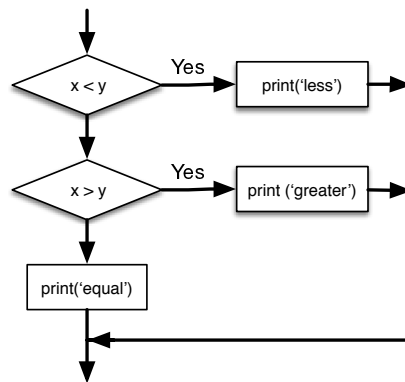 x < y
Yes
print(‘less’)
x > y
Yes
print (‘greater’)
print(‘equal’)